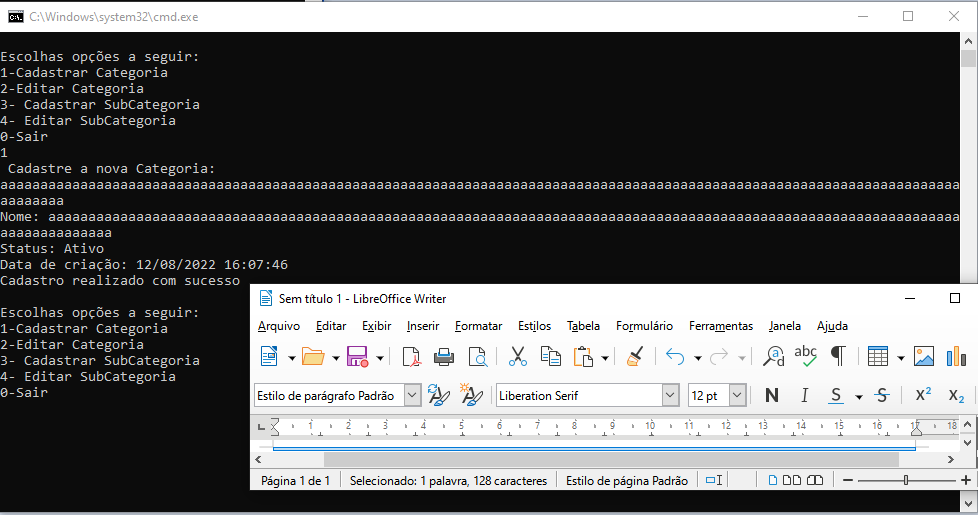 C:\Windows\system32\cmd.exe
Escolhas opções a seguir:
1-Cadastrar Categoria
2-Editar Categoria
3- Cadastrar SubCategoria
4- Editar SubCategoria
0-Sair
1
Cadastre a nova Categoria:
aaaaaaaaaaaaaaaaaaaaaaaaaaaaaaaaaaaaaaaaaaaaaaaaaaaaaaaaaaaaaaaaaaaaaaaaaaaaaaaaaaaaaaaaaaaaaaaaaaaaaaaaaaaaaaaaaaaaaaaa
aaaaaaaa
Nome: aaaaaaaaaaaaaaaaaaaaaaaaaaaaaaaaaaaaaaaaaaaaaaaaaaaaaaaaaaaaaaaaaaaaaaaaaaaaaaaaaaaaaaaaaaaaaaaaaaaaaaaaaaaaaaaaaa
aaaaaaaaaaaaaa
Status: Ativo
Data de criação: 12/08/2022 16:07:46
Cadastro realizado com sucesso
Escolhas opções a seguir:
1-Cadastrar Categoria
2-Editar Categoria
3- Cadastrar SubCategoria
4- Editar SubCategoria
0-Sair
Sem título 1 - LibreOffice Writer
Arquivo Editar Exibir Inserir Formatar Estilos Tabela Formulário Ferramentas Janela Ajuda
abc
Estilo de parágrafo Padrão Liberation Serif 12 pt N I S S X² X₂
1 2 3 4 5 6 7 8 9 10 11 12 13 14 15 16 17 18
Página 1 de 1 Selecionado: 1 palavra, 128 caracteres Estilo de página Padrão